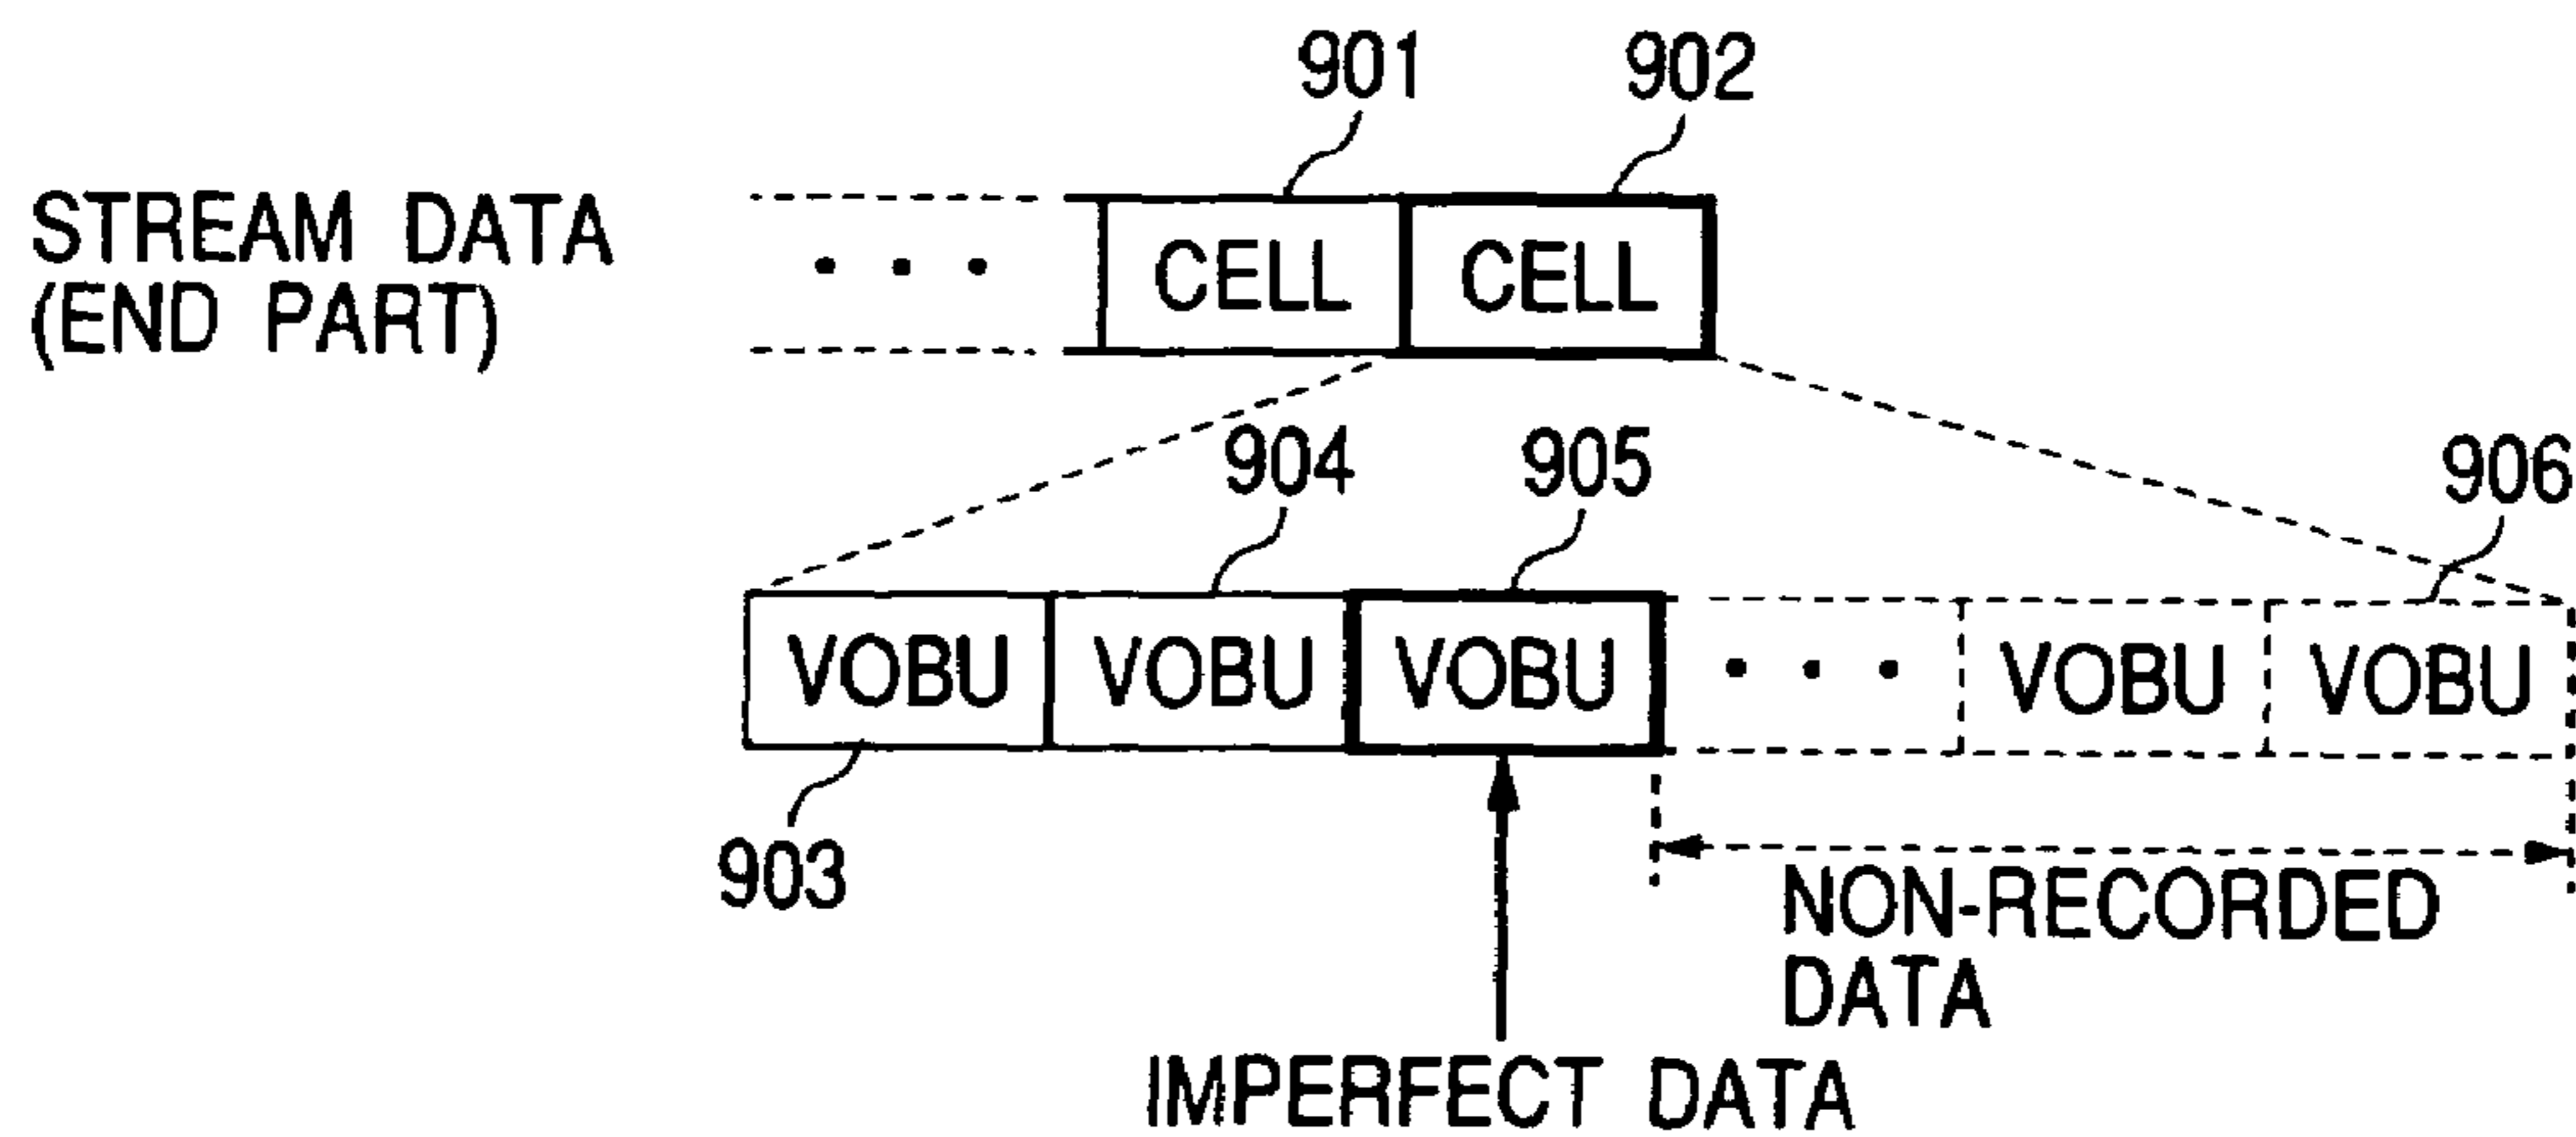 901 902
STREAM DATA
(END PART)
• • • CELL CELL
904 905 906
VOBU VOBU VOBU • • • VOBU VOBU
903
NON-RECORDED
DATA
IMPERFECT DATA